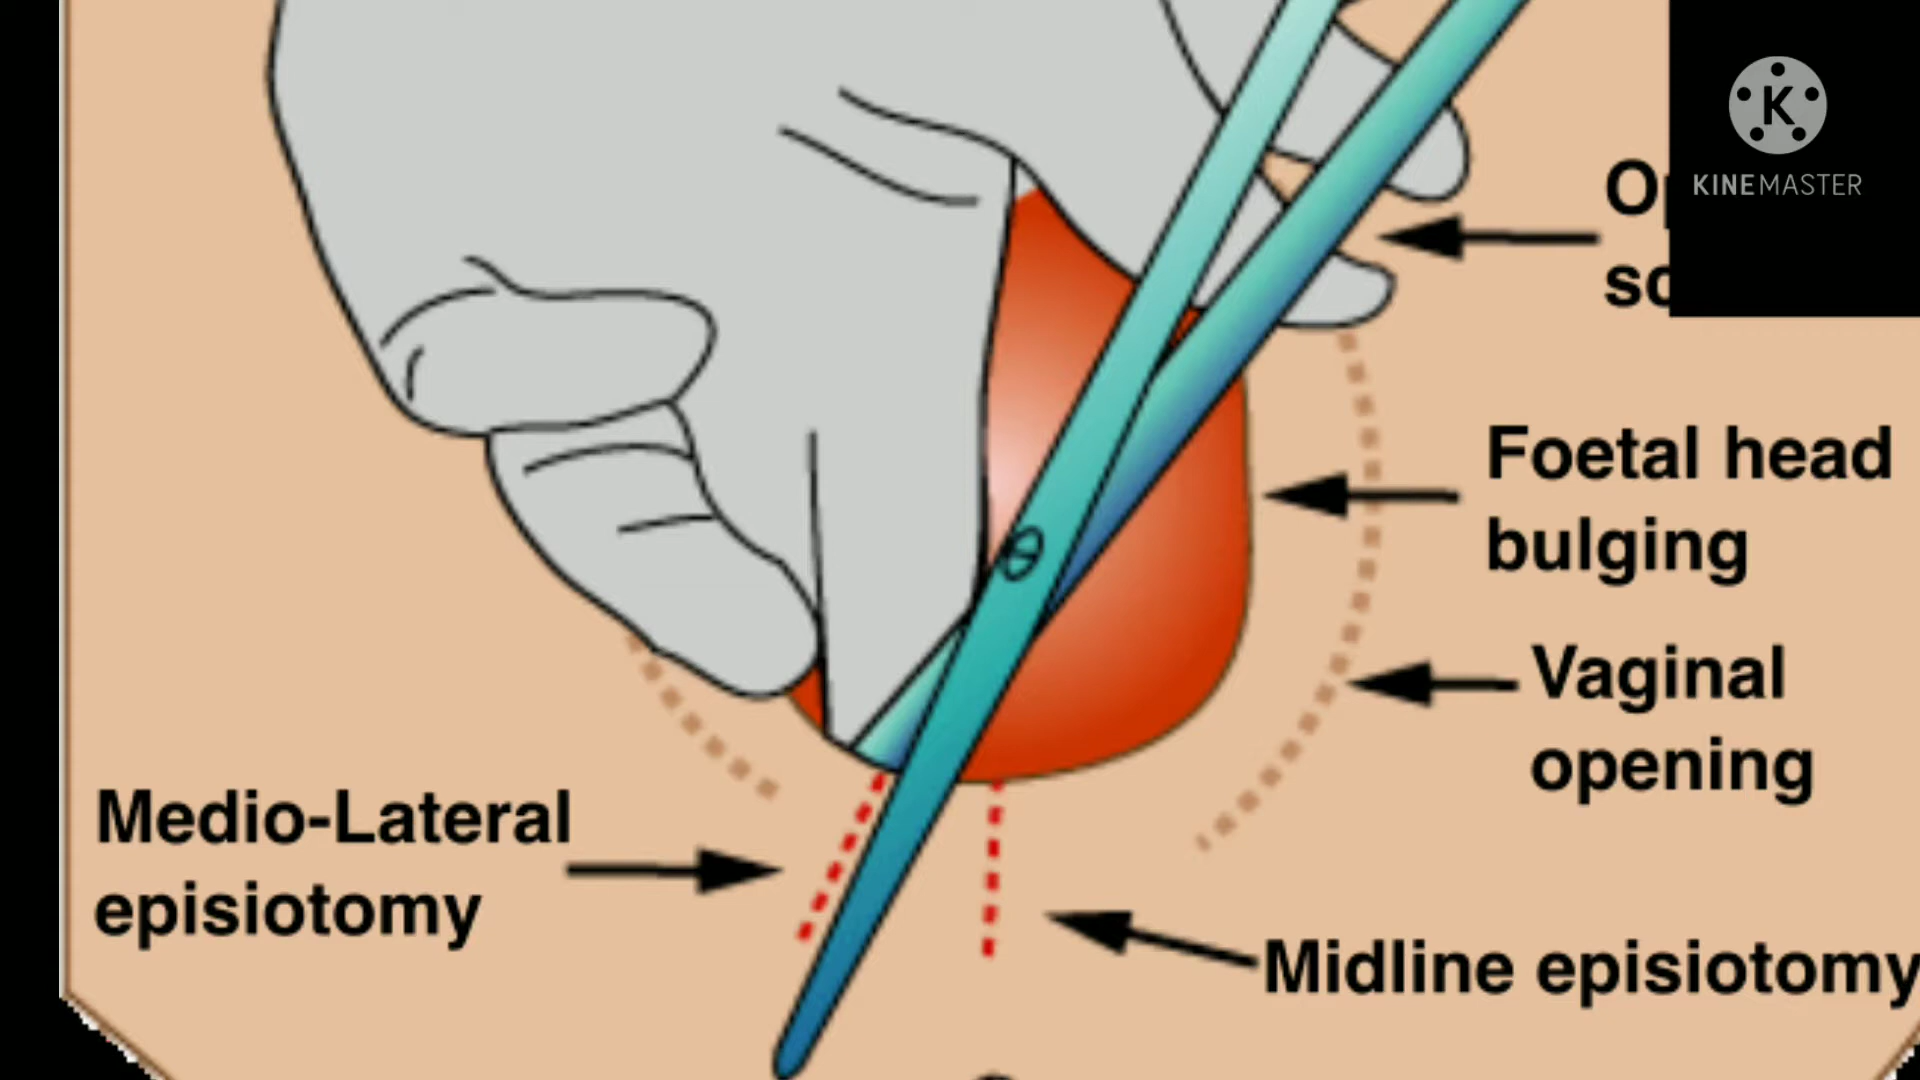 KINEMASTER
Foetal head
bulging
Vaginal
opening
Medio-Lateral
episiotomy
Midline episiotomy